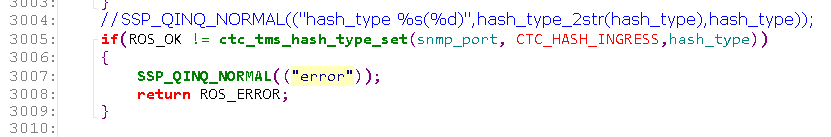 3003: }
3004: //SSP_QINQ_NORMAL(("hash_type %s(%d)",hash_type_2str(hash_type),hash_type));
3005: if(ROS_OK != ctc_tms_hash_type_set(snmp_port, CTC_HASH_INGRESS,hash_type))
3006: {
3007: SSP_QINQ_NORMAL(("error"));
3008: return ROS_ERROR;
3009: }
3010: